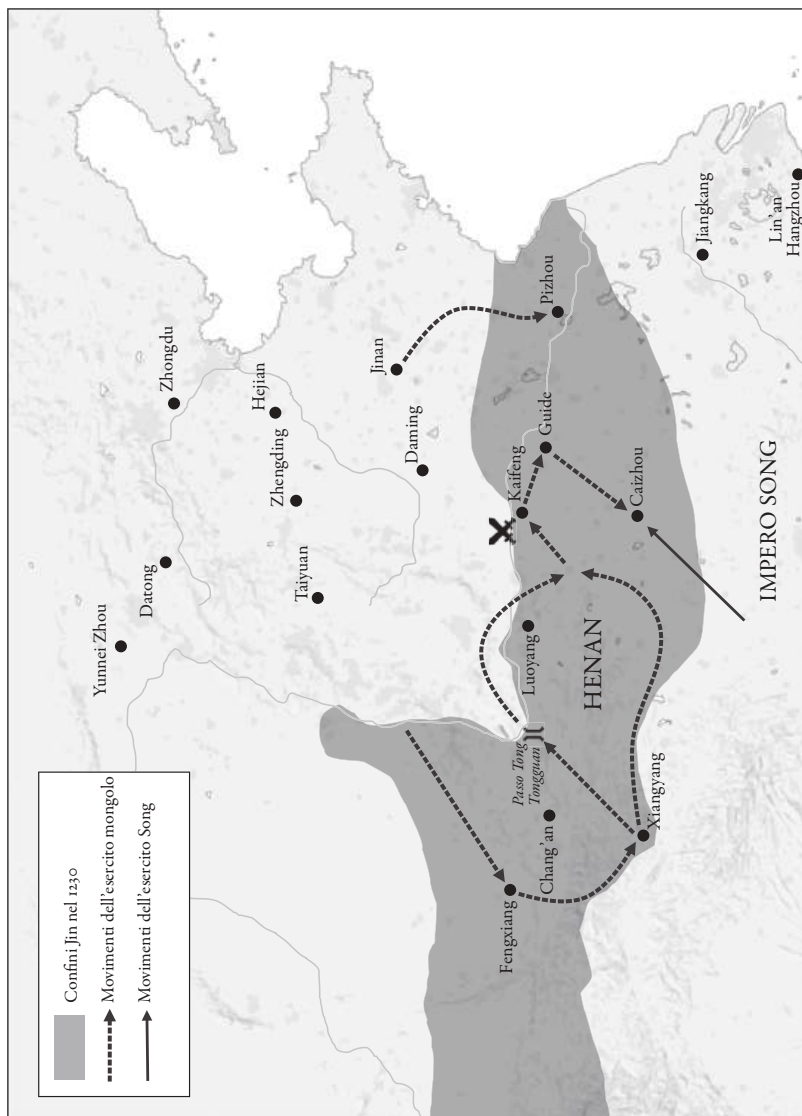 Confini Jin nel 1230
Movimenti dell'esercito mongolo
Movimenti dell'esercito Song
Yunnei Zhou
Datong
Zhongdu
Taiyuan
Zhengding
Hejian
Daming
Jinan
Fengxiang
Chang'an
Passo Tong
Tongguan
Luoyang
Kaifeng
Guide
Pizhou
HENAN
Xiangyang
Caizhou
IMPERO SONG
Jiangkang
Lin'an
Hangzhou